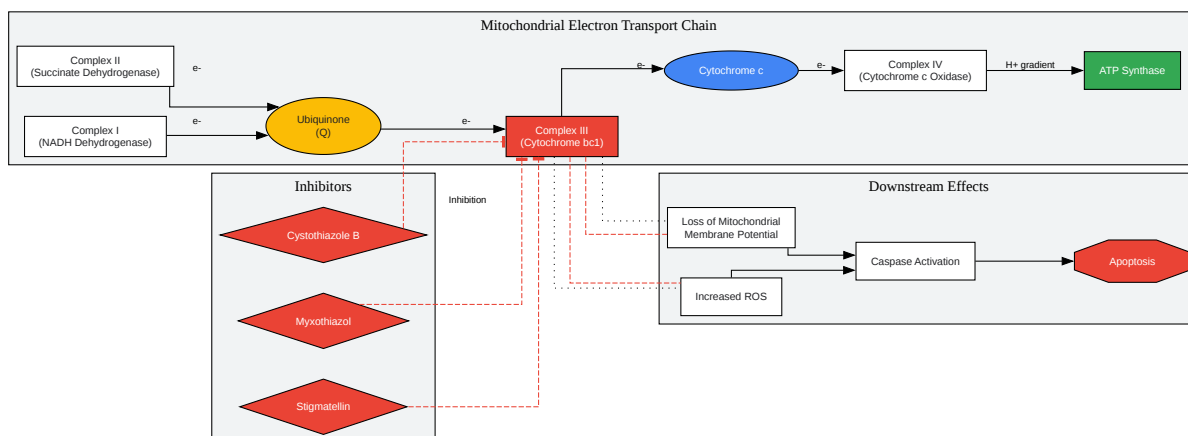 Mitochondrial Electron Transport Chain
Complex II
(Succinate Dehydrogenase)
e-
Complex I
(NADH Dehydrogenase)
e-
Ubiquinone
(Q)
e-
Complex III
(Cytochrome bc1)
e-
Cytochrome c
e-
Complex IV
(Cytochrome c Oxidase)
H+ gradient
ATP Synthase
Inhibitors
Inhibition
Cystothiazole B
Myxothiazol
Stigmatellin
Downstream Effects
Loss of Mitochondrial
Membrane Potential
Increased ROS
Caspase Activation
Apoptosis